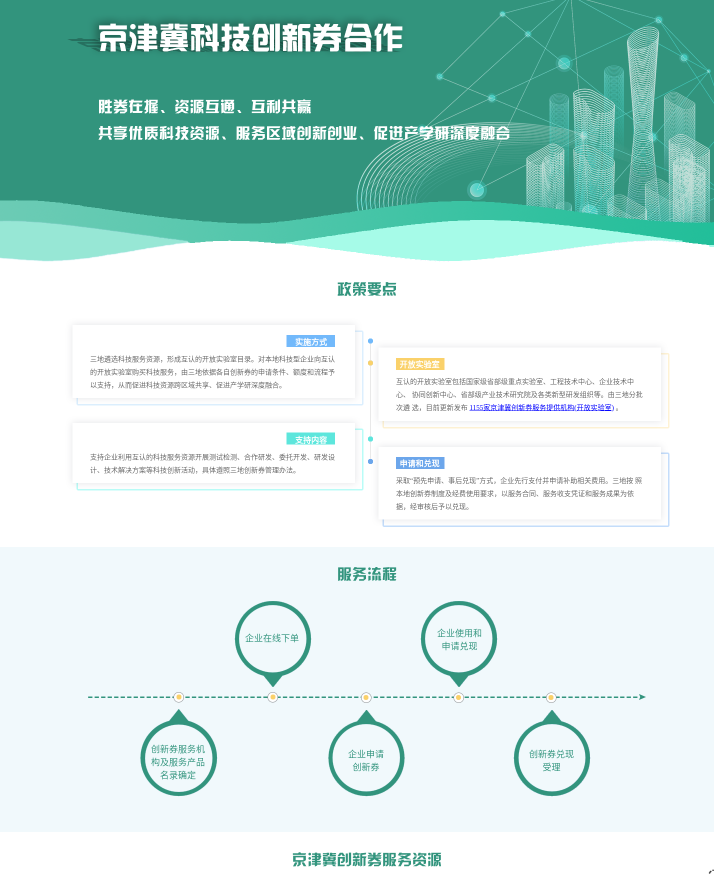 京津冀科技创新券合作
胜券在握、资源互通、互利共赢
共享优质科技资源、服务区域创新创业、促进产学研深度融合
政策要点
实施方式
三地遴选科技服务资源，形成互认的开放实验室目录。对本地科技型企业向互认
的开放实验室购买科技服务，由三地依据各自创新券的申请条件、额度和流程予
以支持，从而促进科技资源跨区域共享、促进产学研深度融合。
开放实验室
互认的开放实验室包括国家级省部级重点实验室、工程技术中心、企业技术中
心、 协同创新中心、省部级产业技术研究院及各类新型研发组织等。由三地分批
次遴 选，目前更新发布 1155家京津冀创新券服务提供机构(开放实验室) 。
支持内容
支持企业利用互认的科技服务资源开展测试检测、合作研发、委托开发、研发设
计、技术解决方案等科技创新活动，具体遵照三地创新券管理办法。
申请和兑现
采取“预先申请、事后兑现”方式，企业先行支付并申请补助相关费用。三地按 照
本地创新券制度及经费使用要求，以服务合同、服务收支凭证和服务成果为依
据，经审核后予以兑现。
服务流程
企业在线下单
企业使用和
申请兑现
创新券服务机
构及服务产品
名录确定
企业申请
创新券
创新券兑现
受理
京津冀创新券服务资源